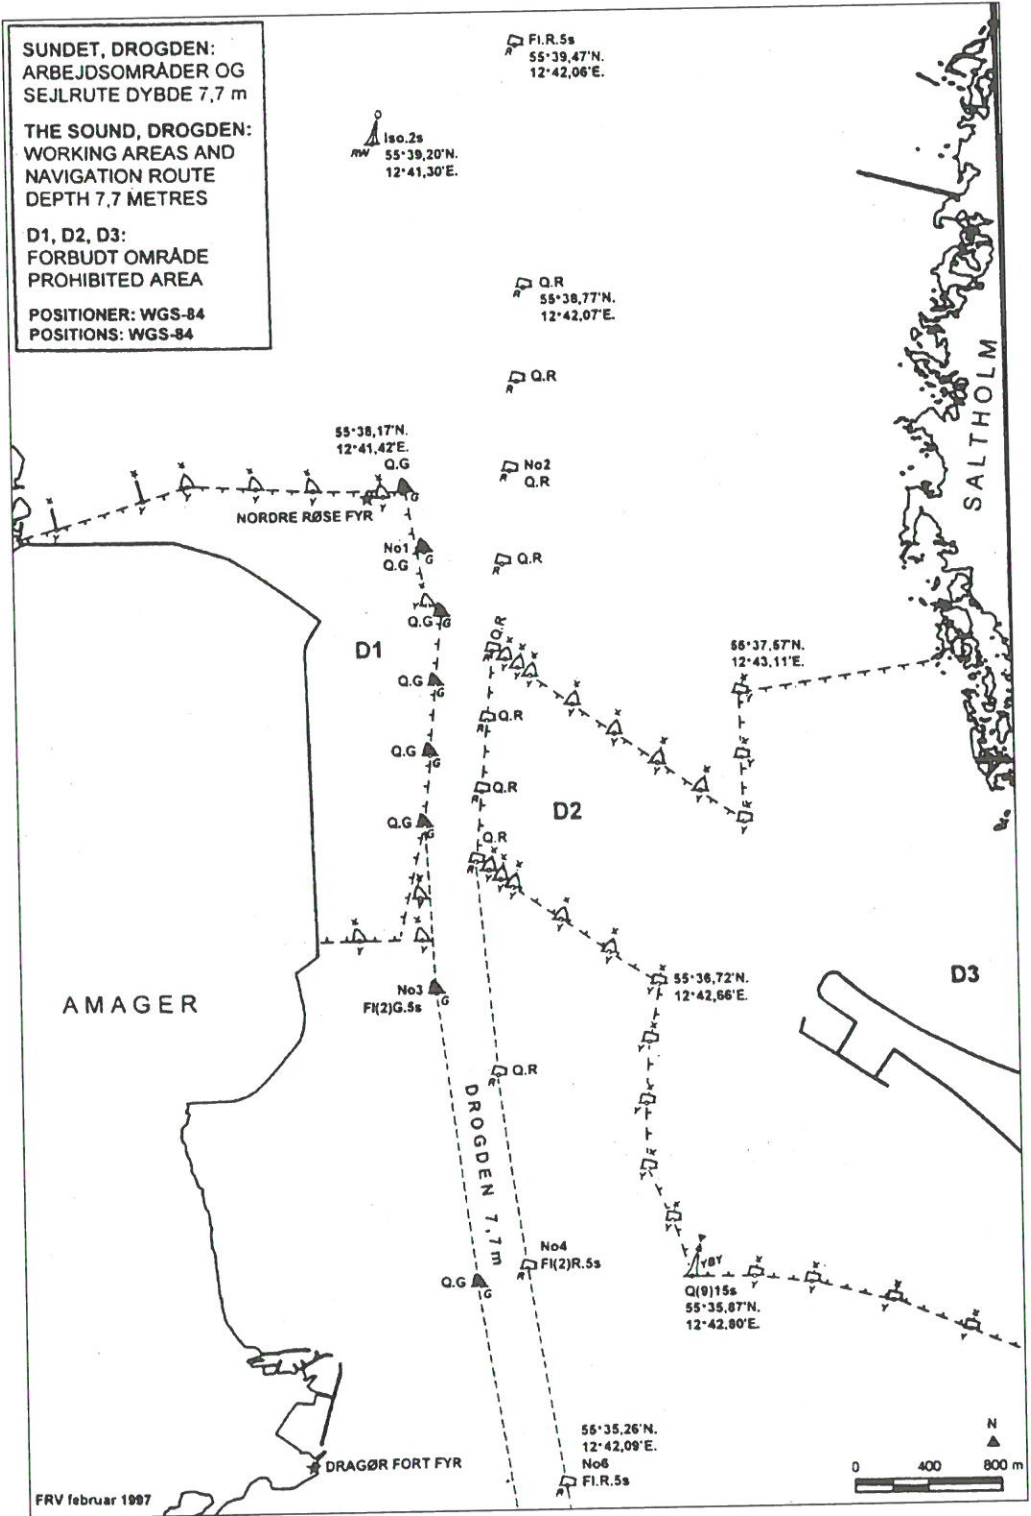 SUNDET, DROGDEN:
ARBEJDSOMRÅDER OG
SEJLRUTE DYBDE 7,7 m
THE SOUND, DROGDEN:
WORKING AREAS AND
NAVIGATION ROUTE
DEPTH 7,7 METRES
D1, D2, D3:
FORBUDT OMRÅDE
PROHIBITED AREA
POSITIONER: WGS-84
POSITIONS: WGS-84
Fl.R.5s
R
55°39,47'N.
12°42,06'E.
Iso.2s
RW
55°39,20'N.
12°41,30'E.
Q.R
R
55°38,77'N.
12°42,07'E.
Q.R
R
SALTHOLM
55°38,17'N.
12°41,42'E.
Q.G
G
No2
Q.R
R
Y
Y
Y
Y
Y
NORDRE RØSE FYR
No1
Q.G
G
Q.R
R
Y
Q.G
G
D1
Q.R
R
Y
Y
Y
Y
Y
Y
Y
55°37,57'N.
12°43,11'E.
Y
Y
Y
Q.G
G
Q.R
R
Q.G
G
Q.R
R
D2
Q.G
G
Q.R
R
Y
Y
Y
Y
Y
Y
Y
Y
Y
55°36,72'N.
12°42,66'E.
D3
AMAGER
No3
Fl(2)G.5s
G
Q.R
R
Y
Y
Y
Y
DROGDEN 7,7m
No4
Fl(2)R.5s
R
Q.G
G
YBY
Q(9)15s
55°35,87'N.
12°42,80'E.
Y
Y
Y
Y
55°35,26'N.
12°42,09'E.
No6
Fl.R.5s
R
DRAGØR FORT FYR
N
0 400 800 m
FRV februar 1997